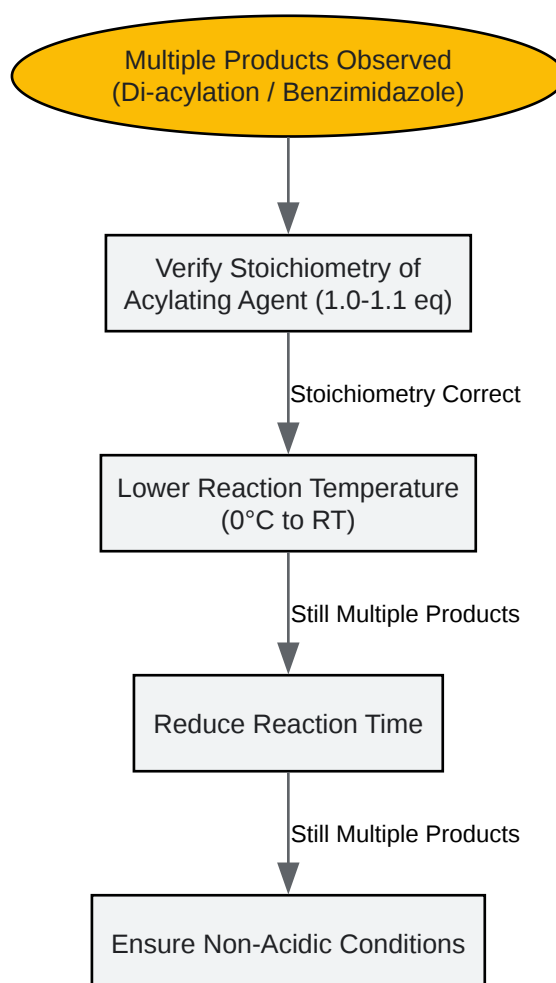 Multiple Products Observed
(Di-acylation / Benzimidazole)
Verify Stoichiometry of
Acylating Agent (1.0-1.1 eq)
Stoichiometry Correct
Lower Reaction Temperature
(0°C to RT)
Still Multiple Products
Reduce Reaction Time
Still Multiple Products
Ensure Non-Acidic Conditions